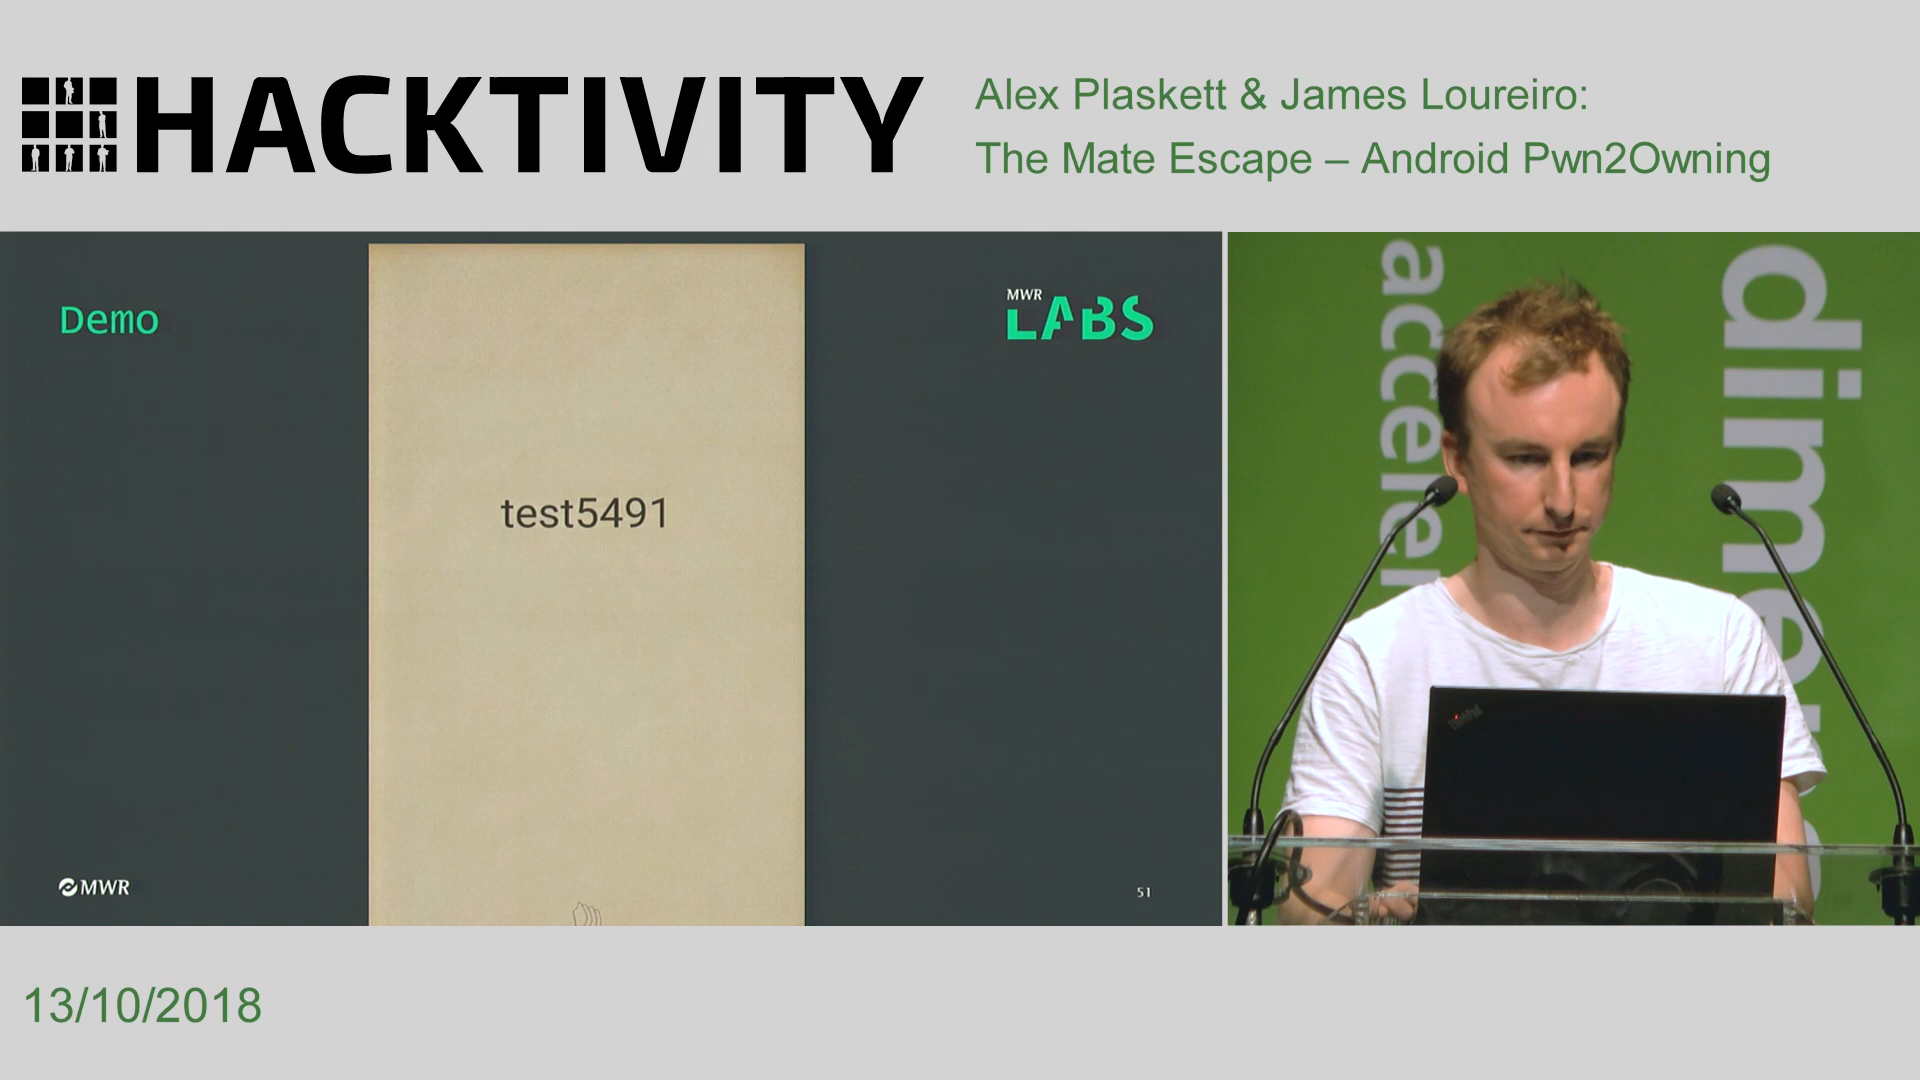 HACKTIVITY
Alex Plaskett & James Loureiro:
The Mate Escape – Android Pwn2Owning
Demo
MWR
LABS
test5491
MWR
51
acceler
dime
ThinkPad
13/10/2018